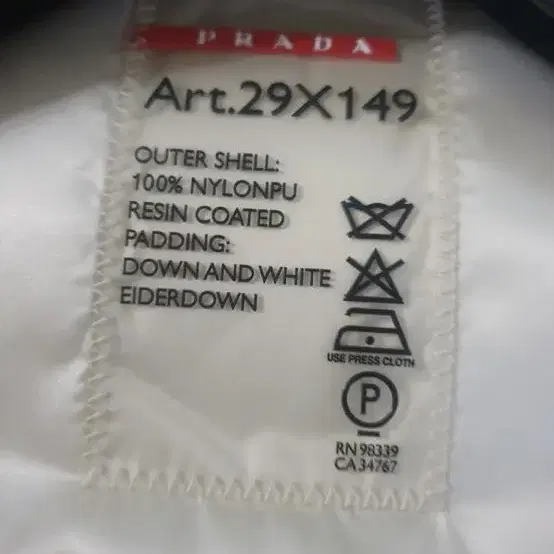 PRADA
Art.29X149
OUTER SHELL:
100% NYLONPU
RESIN COATED
PADDING:
DOWN AND WHITE
EIDERDOWN
USE PRESS CLOTH
P
RN 98339
CA 34767